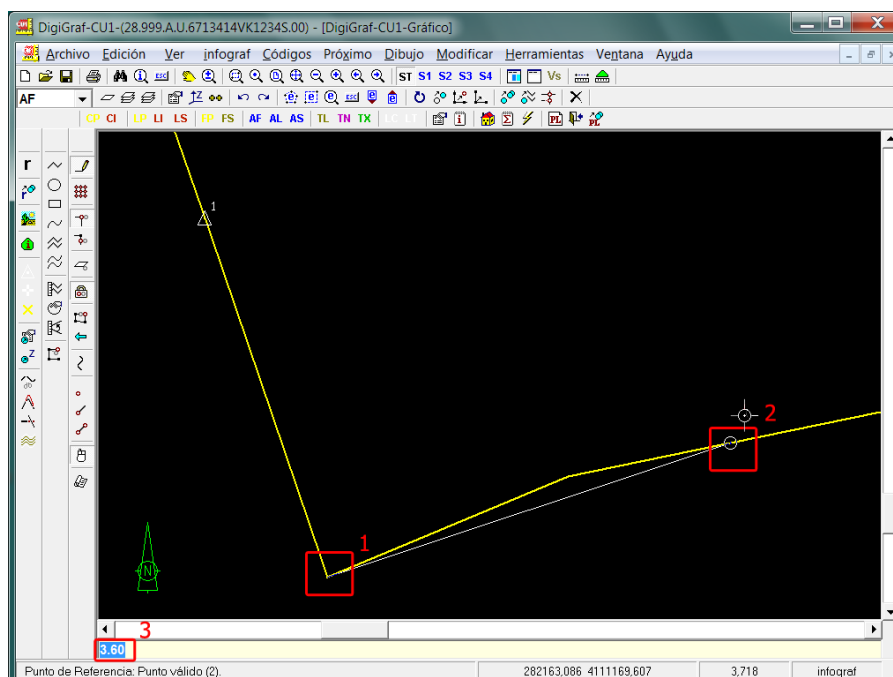 DigiGraf-CU1-(28.999.A.U.6713414VK1234S.00) - [DigiGraf-CU1-Gráfico]
Archivo Edición Ver infograf Códigos Próximo Dibujo Modificar Herramientas Ventana Ayuda
ST S1 S2 S3 S4 Vs
AF
CP CI LP LI LS FP FS AF AL AS TL TN TX LC LT PL PL
r
1
2
1
N
3
3.60
Punto de Referencia: Punto válido (2). 282163,086 4111169,607 3,718 infograf